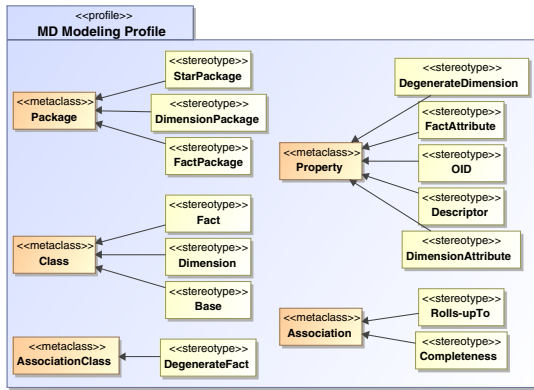 <<profile>>
MD Modeling Profile
<<metaclass>>
Package
<<stereotype>>
StarPackage
<<stereotype>>
DimensionPackage
<<stereotype>>
FactPackage
<<metaclass>>
Class
<<stereotype>>
Fact
<<stereotype>>
Dimension
<<stereotype>>
Base
<<metaclass>>
AssociationClass
<<stereotype>>
DegenerateFact
<<metaclass>>
Property
<<stereotype>>
DegenerateDimension
<<stereotype>>
FactAttribute
<<stereotype>>
OID
<<stereotype>>
Descriptor
<<stereotype>>
DimensionAttribute
<<metaclass>>
Association
<<stereotype>>
Rolls-upTo
<<stereotype>>
Completeness